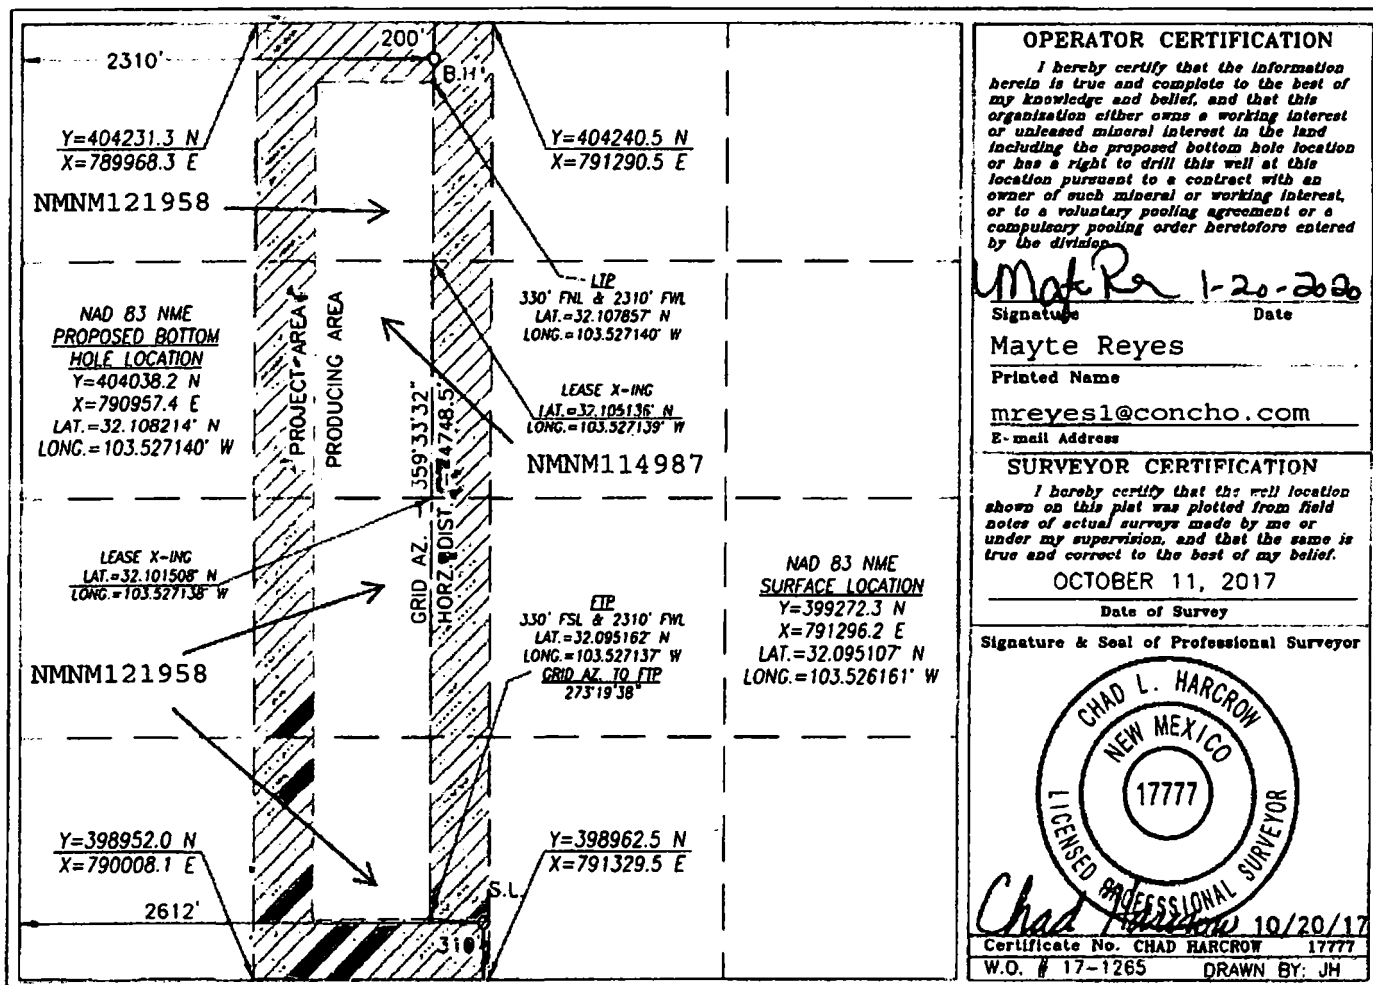 200'
2310'
B.H.
Y=404231.3 N
X=789968.3 E
Y=404240.5 N
X=791290.5 E
NMNM121958
LTP
330' FNL & 2310' FWL
LAT.=32.107857° N
LONG.=103.527140° W
NAD 83 NME
PROPOSED BOTTOM
HOLE LOCATION
Y=404038.2 N
X=790957.4 E
LAT.=32.108214° N
LONG.=103.527140° W
PROJECT AREA
PRODUCING AREA
GRID AZ. = 359°33'32"
HORZ. DIST. = 4748.5'
LEASE X-ING
LAT.=32.105136° N
LONG.=103.527139° W
NMNM114987
LEASE X-ING
LAT.=32.101508° N
LONG.=103.527138° W
NMNM121958
FTP
330' FSL & 2310' FWL
LAT.=32.095162° N
LONG.=103.527137° W
GRID AZ. TO FTP
273°19'38"
NAD 83 NME
SURFACE LOCATION
Y=399272.3 N
X=791296.2 E
LAT.=32.095107° N
LONG.=103.526161° W
Y=398952.0 N
X=790008.1 E
Y=398962.5 N
X=791329.5 E
S.L.
2612'
310'
OPERATOR CERTIFICATION
I hereby certify that the information
herein is true and complete to the best of
my knowledge and belief, and that this
organization either owns a working interest
or unleased mineral interest in the land
including the proposed bottom hole location
or has a right to drill this well at this
location pursuant to a contract with an
owner of such mineral or working interest,
or to a voluntary pooling agreement or a
compulsory pooling order heretofore entered
by the division.
1-20-2020
Signature Date
Mayte Reyes
Printed Name
mreyes1@concho.com
E-mail Address
SURVEYOR CERTIFICATION
I hereby certify that the well location
shown on this plat was plotted from field
notes of actual surveys made by me or
under my supervision, and that the same is
true and correct to the best of my belief.
OCTOBER 11, 2017
Date of Survey
Signature & Seal of Professional Surveyor
CHAD L. HARCROW
NEW MEXICO
17777
LICENSED PROFESSIONAL SURVEYOR
Chad Harcrow 10/20/17
Certificate No. CHAD HARCROW 17777
W.O. # 17-1265 DRAWN BY: JH